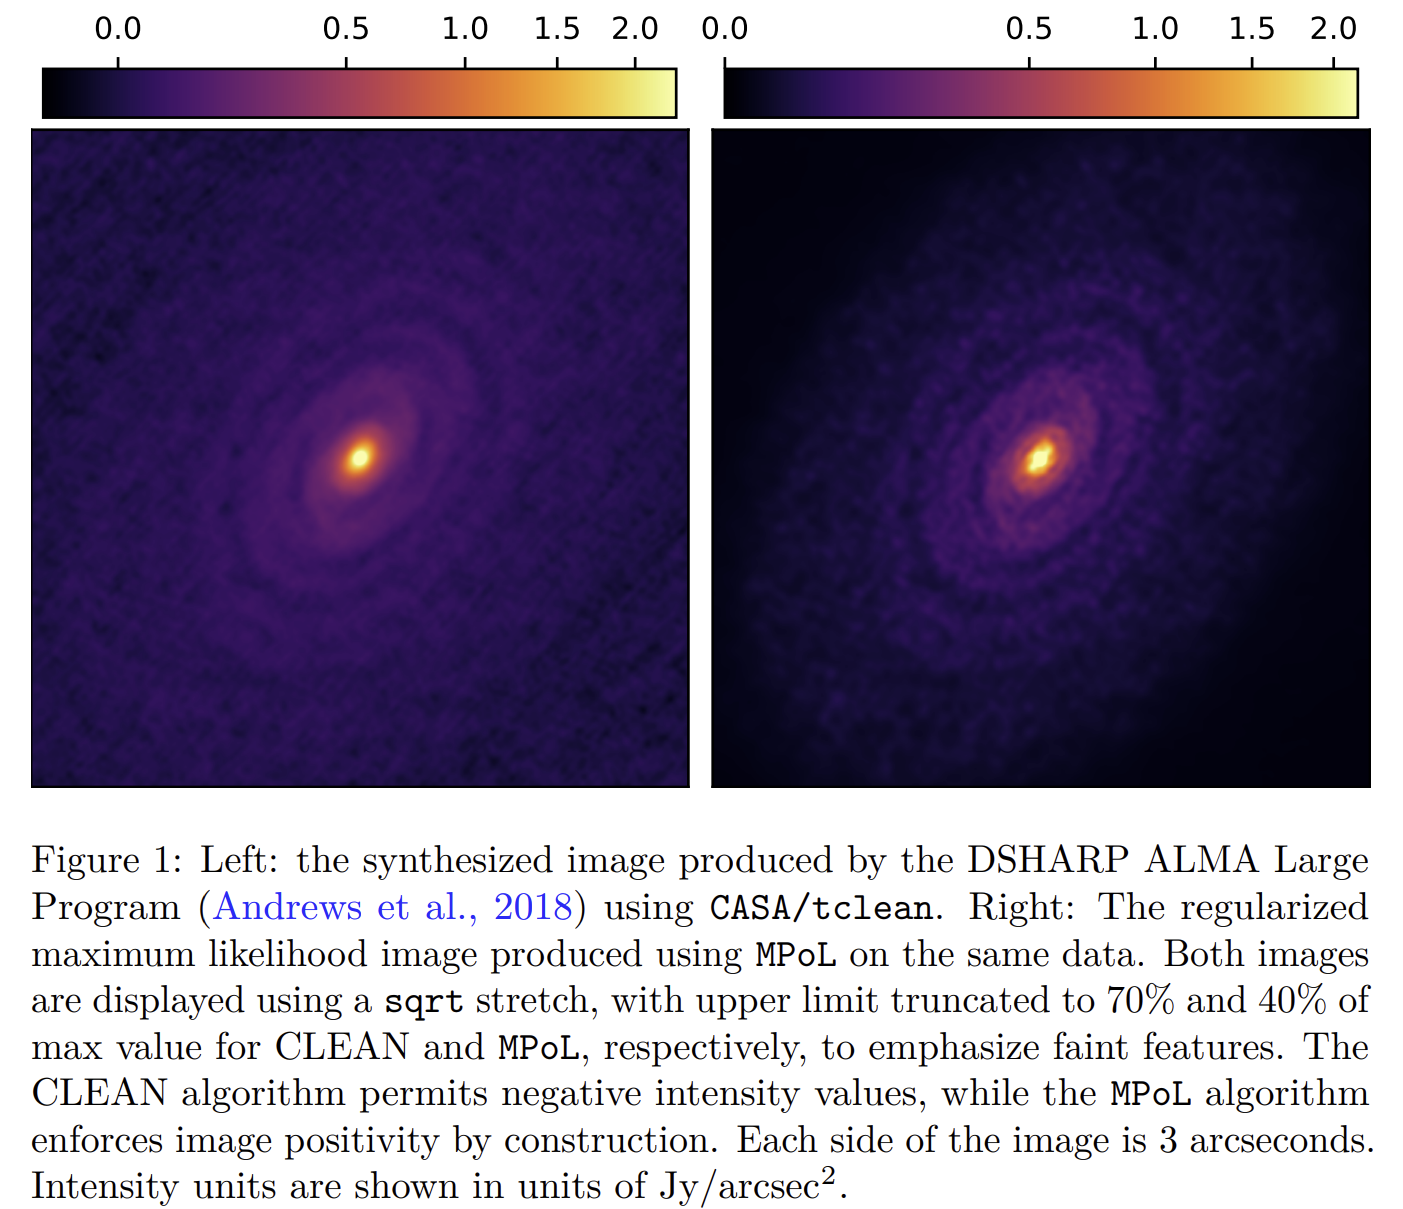 0.0 0.5 1.0 1.5 2.0 0.0 0.5 1.0 1.5 2.0
Figure 1: Left: the synthesized image produced by the DSHARP ALMA Large
Program (Andrews et al., 2018) using CASA/tclean. Right: The regularized
maximum likelihood image produced using MPoL on the same data. Both images
are displayed using a sqrt stretch, with upper limit truncated to 70% and 40% of
max value for CLEAN and MPoL, respectively, to emphasize faint features. The
CLEAN algorithm permits negative intensity values, while the MPoL algorithm
enforces image positivity by construction. Each side of the image is 3 arcseconds.
Intensity units are shown in units of Jy/arcsec².